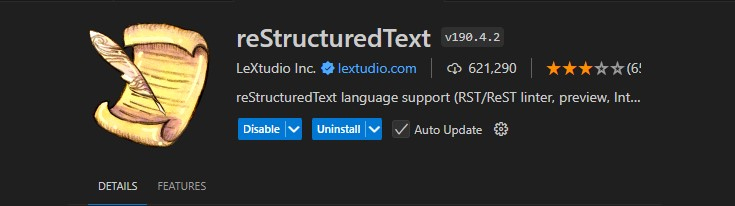 reStructuredText v190.4.2
LeXtudio Inc. lextudio.com 621,290 (65
reStructuredText language support (RST/ReST linter, preview, Int...
Disable Uninstall Auto Update
DETAILS FEATURES